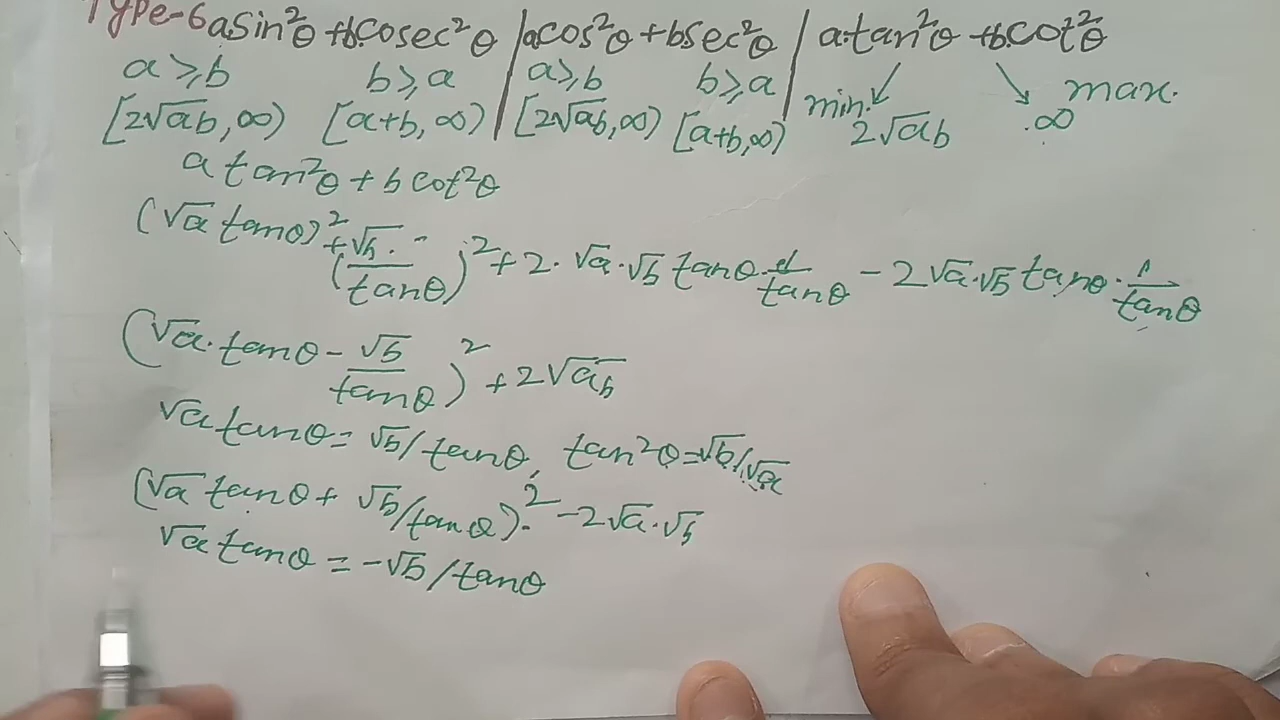 Type-6 a.sin²θ + b.cosec²θ | a.cos²θ + b.sec²θ | a.tan²θ + b.cot²θ
a ≥ b b ≥ a | a ≥ b b ≥ a | min. ↙ ↘ max.
[2√ab, ∞) [a+b, ∞) | [2√ab, ∞) [a+b, ∞) 2√ab ∞
a tan²θ + b cot²θ
(√a tanθ)² + (√b/tanθ)² + 2·√a·√b tanθ·1/tanθ − 2√a·√b tanθ·1/tanθ
(√a·tanθ − √b/tanθ)² + 2√ab
√a tanθ = √b/tanθ, tan²θ = √b/√a
(√a tanθ + √b/tanθ)² − 2√a·√b
√a tanθ = −√b/tanθ